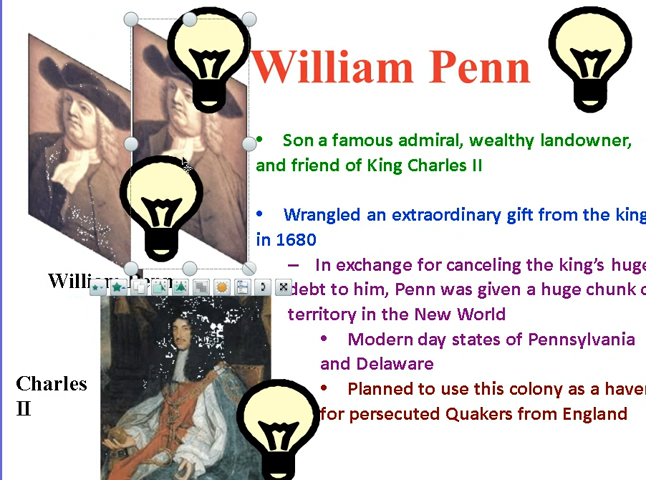 William Penn
• Son a famous admiral, wealthy landowner,
and friend of King Charles II
• Wrangled an extraordinary gift from the king
in 1680
– In exchange for canceling the king's huge
debt to him, Penn was given a huge chunk o
territory in the New World
• Modern day states of Pennsylvania
and Delaware
• Planned to use this colony as a haven
for persecuted Quakers from England
William Penn
Charles
II